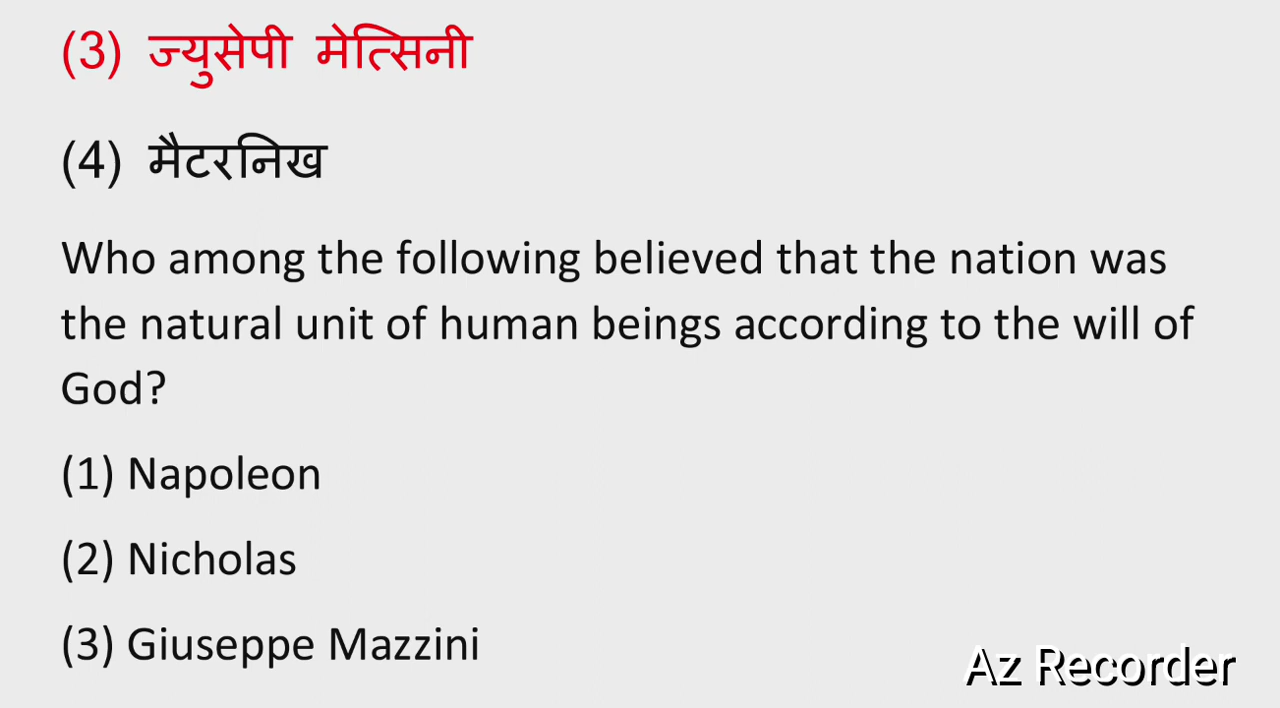 (3) ज्युसेपी मेत्सिनी
(4) मैटरनिख
Who among the following believed that the nation was
the natural unit of human beings according to the will of
God?
(1) Napoleon
(2) Nicholas
(3) Giuseppe Mazzini
Az Recorder